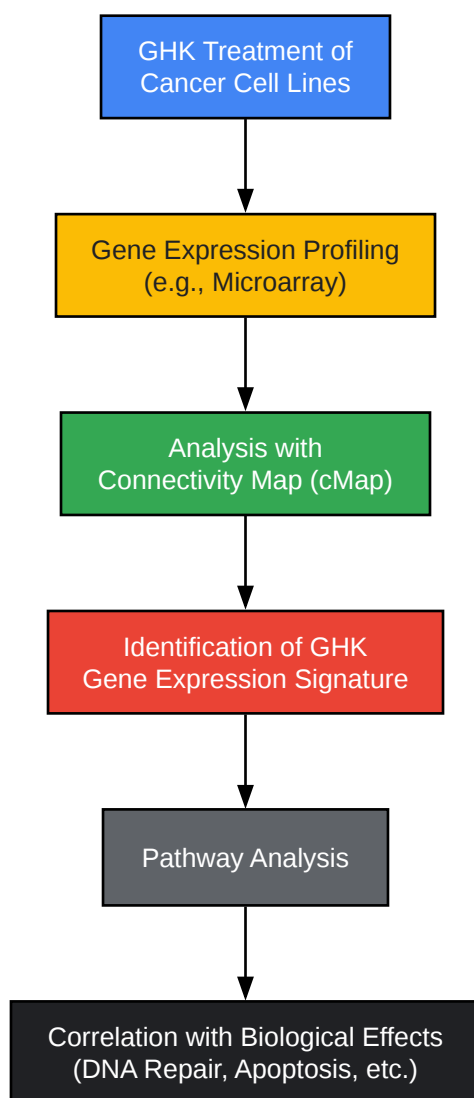 GHK Treatment of
Cancer Cell Lines
Gene Expression Profiling
(e.g., Microarray)
Analysis with
Connectivity Map (cMap)
Identification of GHK
Gene Expression Signature
Pathway Analysis
Correlation with Biological Effects
(DNA Repair, Apoptosis, etc.)